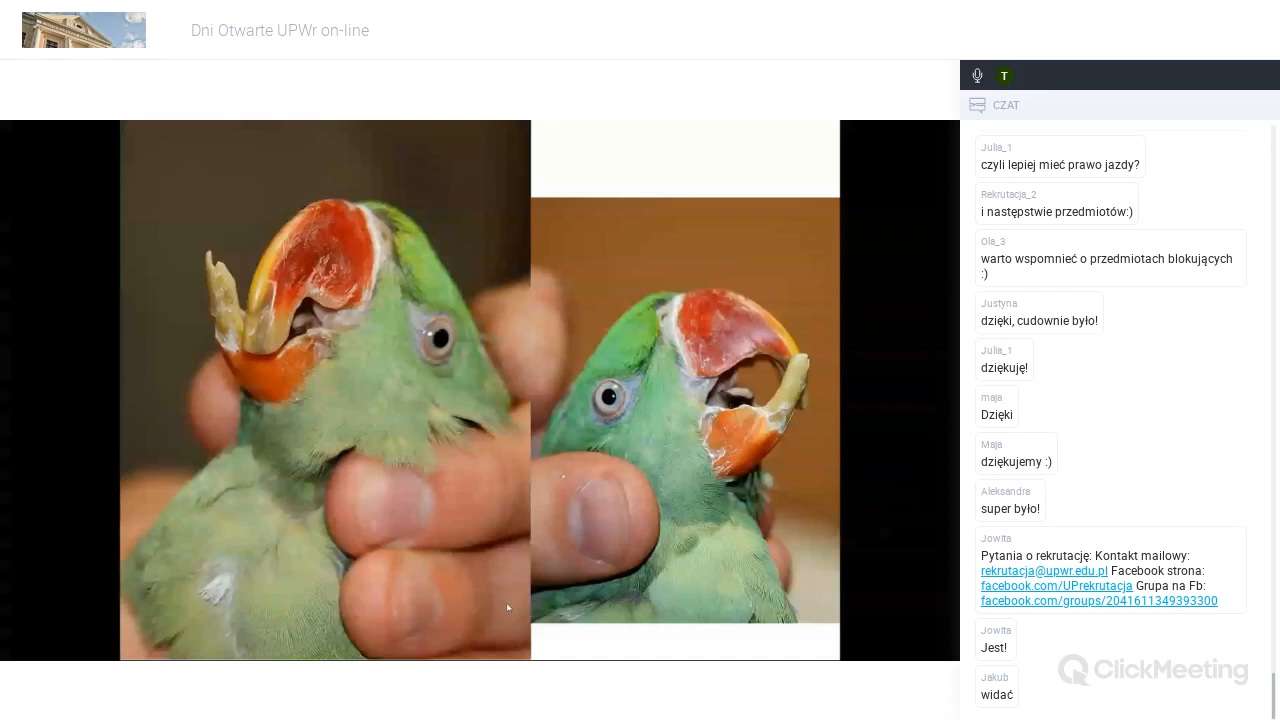 Dni Otwarte UPWr on-line
T
CZAT
Julia_1
czyli lepiej mieć prawo jazdy?
Rekrutacja_2
i następstwie przedmiotów:)
Ola_3
warto wspomnieć o przedmiotach blokujących
:)
Justyna
dzięki, cudownie było!
Julia_1
dziękuję!
maja
Dzięki
Maja
dziękujemy :)
Aleksandra
super było!
Jowita
Pytania o rekrutację: Kontakt mailowy:
rekrutacja@upwr.edu.pl Facebook strona:
facebook.com/UPrekrutacja Grupa na Fb:
facebook.com/groups/2041611349393300
Jowita
Jest!
Jakub
widać
ClickMeeting